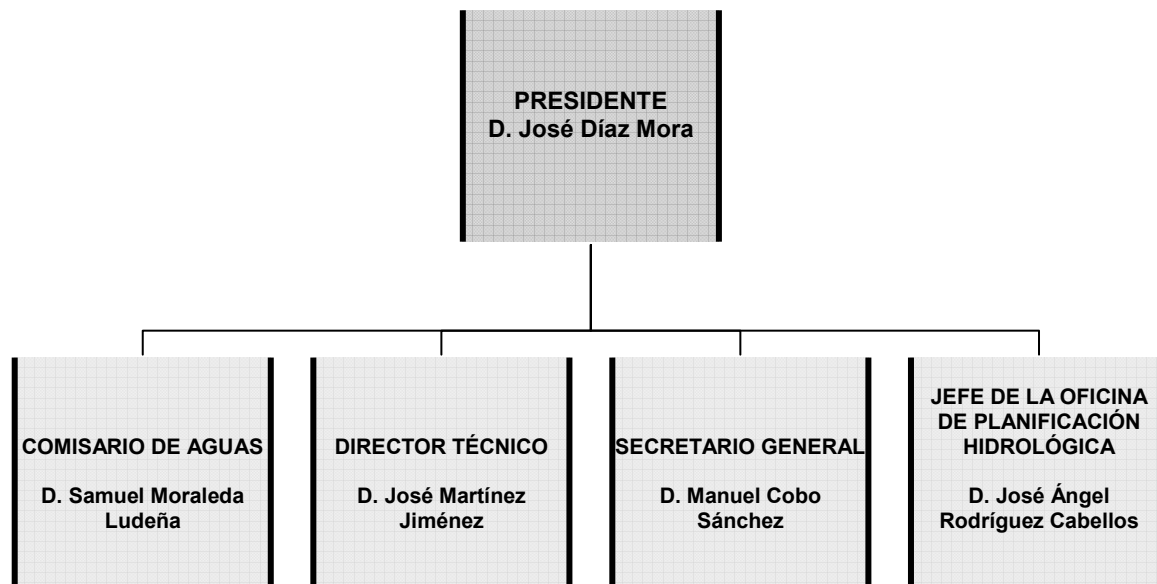 PRESIDENTE
D. José Díaz Mora
COMISARIO DE AGUAS
D. Samuel Moraleda
Ludeña
DIRECTOR TÉCNICO
D. José Martínez
Jiménez
SECRETARIO GENERAL
D. Manuel Cobo
Sánchez
JEFE DE LA OFICINA
DE PLANIFICACIÓN
HIDROLÓGICA
D. José Ángel
Rodríguez Cabellos